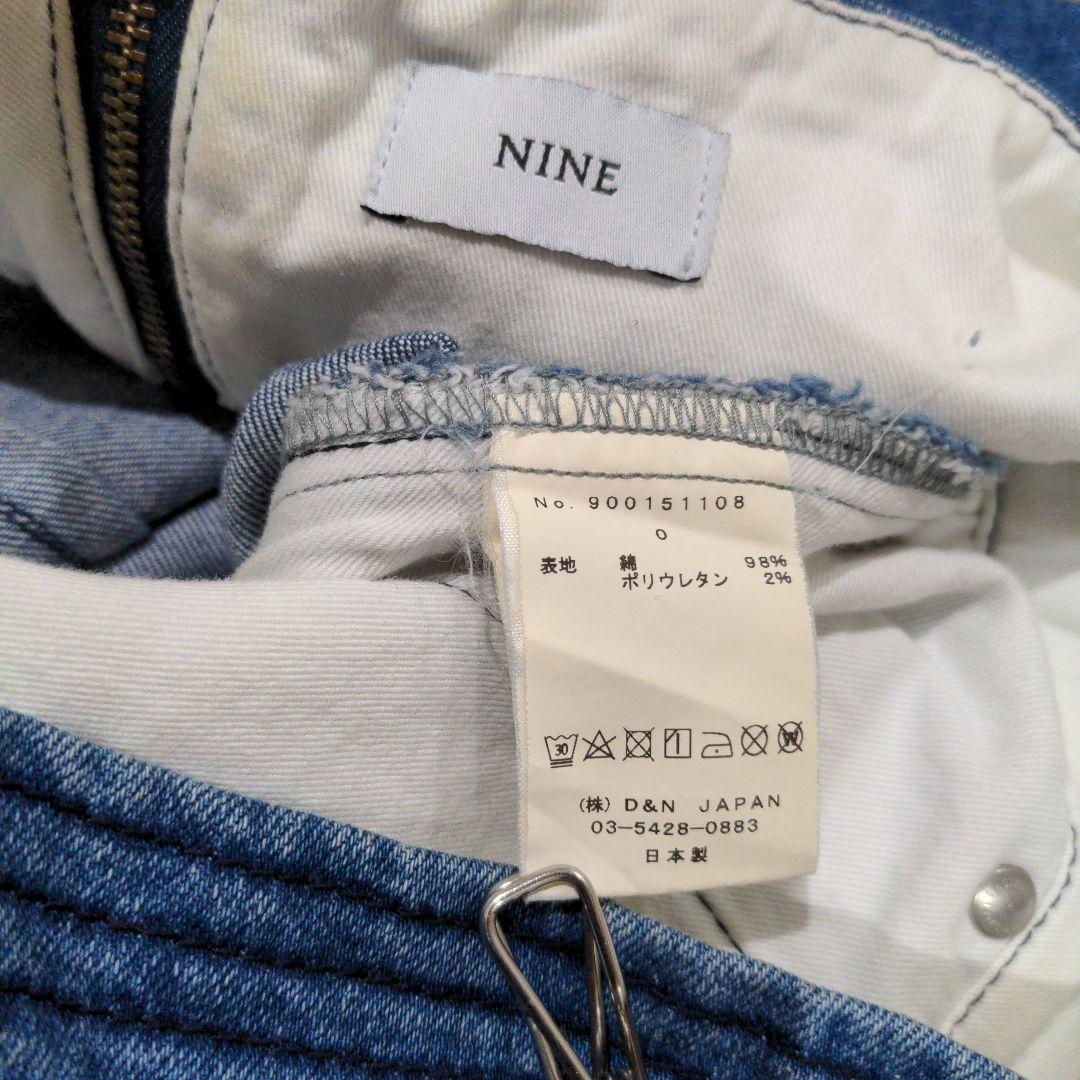 NINE
No. 900151108
0
表地 綿 98%
ポリウレタン 2%
30 W
(株) D&N JAPAN
03-5428-0883
日本製